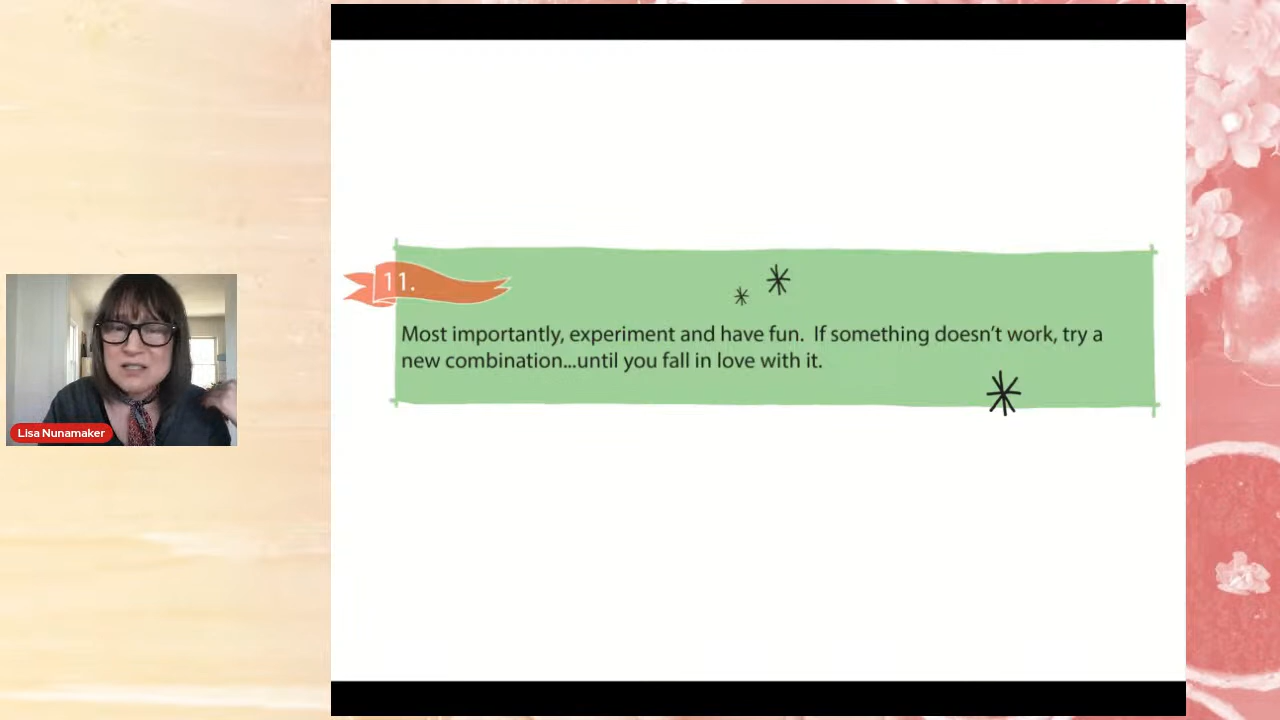 11.
Most importantly, experiment and have fun.  If something doesn't work, try a
new combination...until you fall in love with it.
Lisa Nunamaker